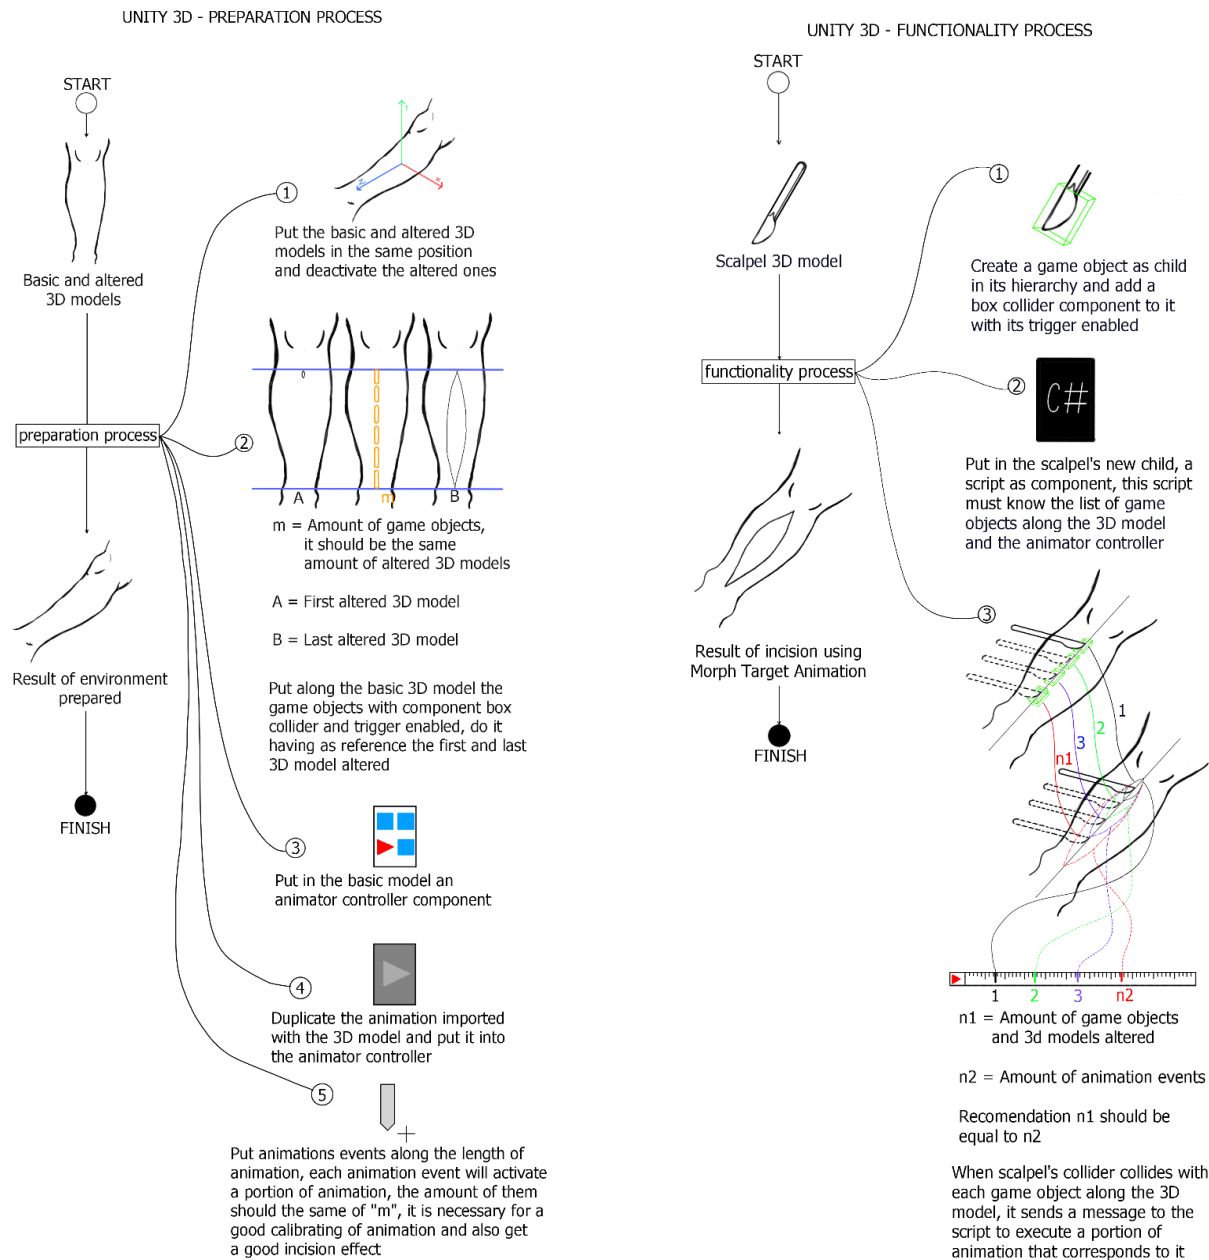 UNITY 3D - PREPARATION PROCESS
START
Basic and altered
3D models
preparation process
Result of environment
prepared
FINISH
1
Y
X
Z
Put the basic and altered 3D
models in the same position
and deactivate the altered ones
2
A
m
B
m = Amount of game objects,
it should be the same
amount of altered 3D models
A = First altered 3D model
B = Last altered 3D model
Put along the basic 3D model the
game objects with component box
collider and trigger enabled, do it
having as reference the first and last
3D model altered
3
Put in the basic model an
animator controller component
4
Duplicate the animation imported
with the 3D model and put it into
the animator controller
5
Put animations events along the length of
animation, each animation event will activate
a portion of animation, the amount of them
should the same of "m", it is necessary for a
good calibrating of animation and also get
a good incision effect
UNITY 3D - FUNCTIONALITY PROCESS
START
Scalpel 3D model
functionality process
Result of incision using
Morph Target Animation
FINISH
1
Create a game object as child
in its hierarchy and add a
box collider component to it
with its trigger enabled
2
C#
Put in the scalpel's new child, a
script as component, this script
must know the list of game
objects along the 3D model
and the animator controller
3
1
2
3
n1
1
2
3
n2
n1 = Amount of game objects
and 3d models altered
n2 = Amount of animation events
Recomendation n1 should be
equal to n2
When scalpel's collider collides with
each game object along the 3D
model, it sends a message to the
script to execute a portion of
animation that corresponds to it